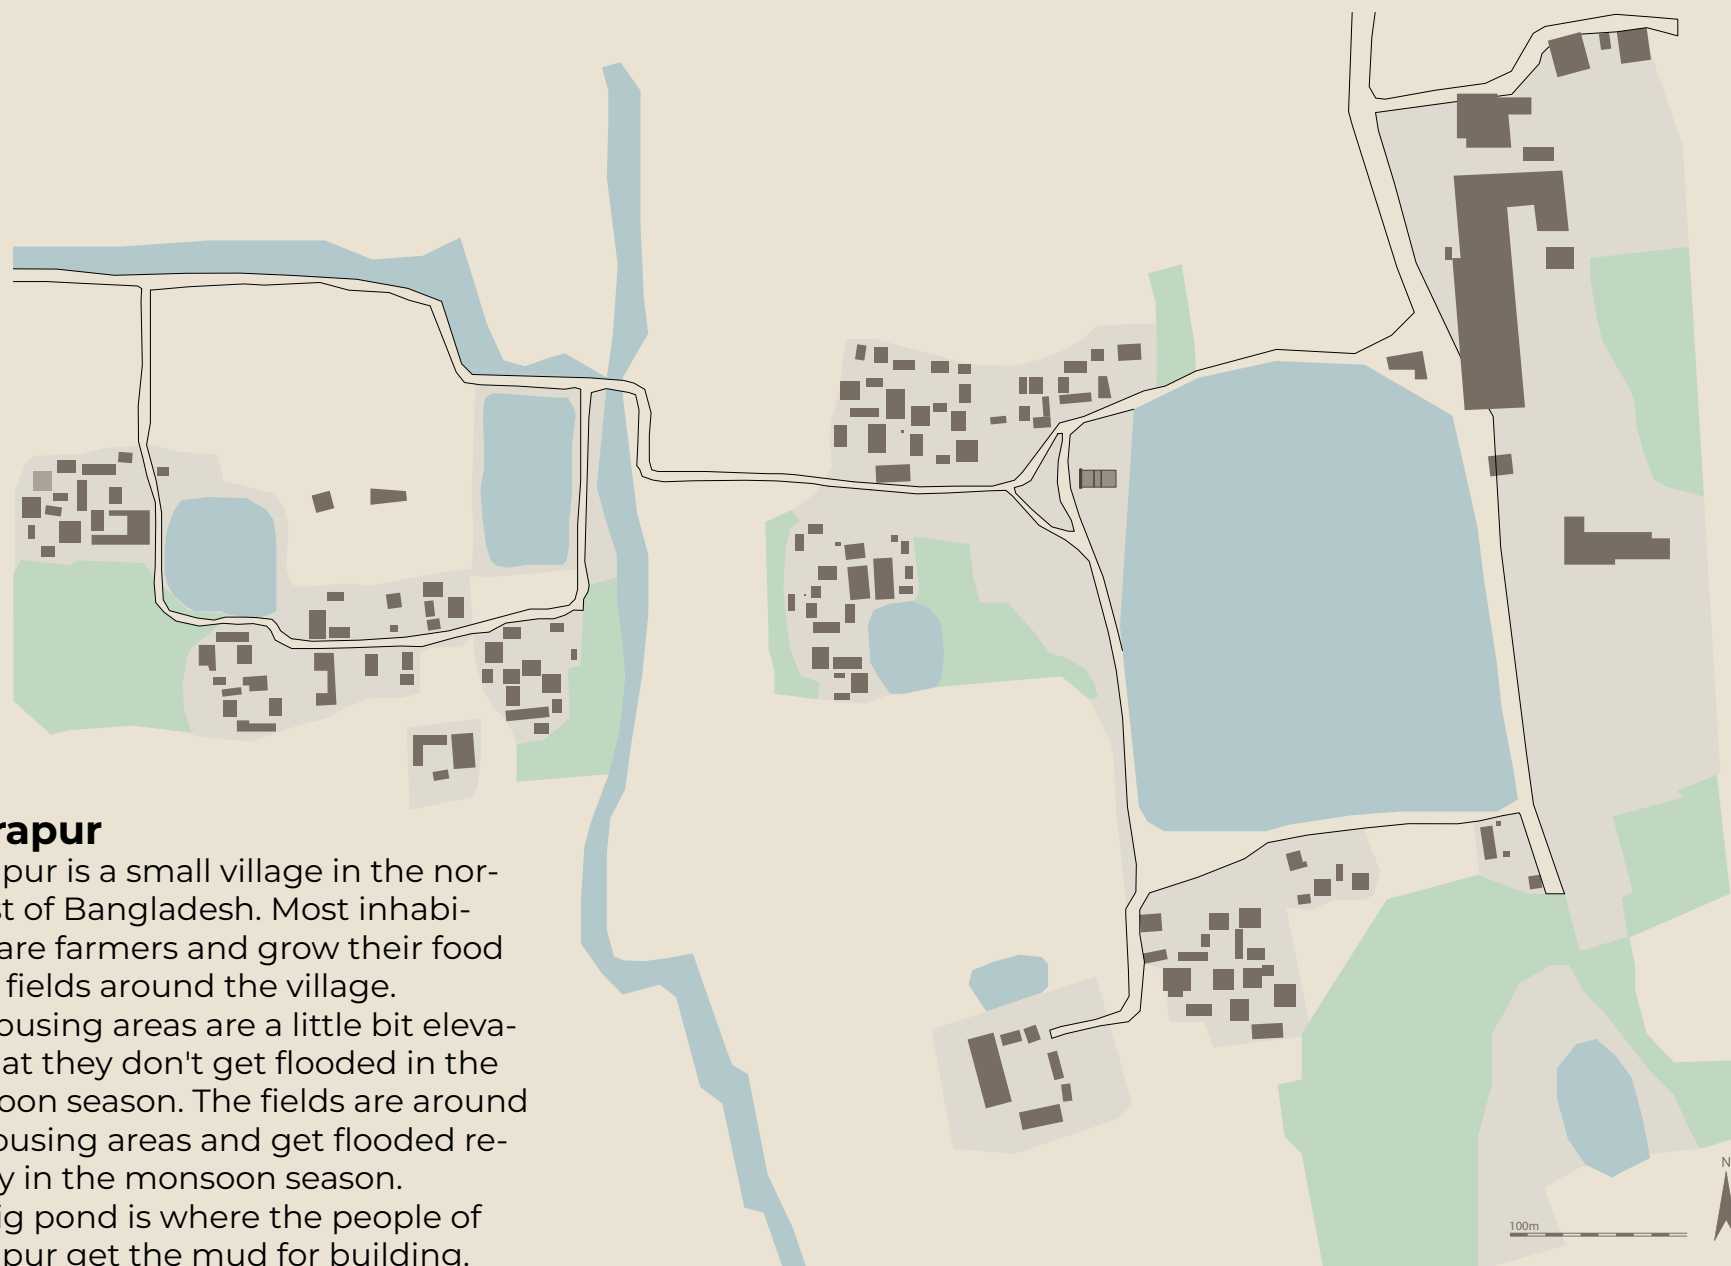 rapur
pur is a small village in the nor-
st of Bangladesh. Most inhabi-
are farmers and grow their food
fields around the village.
ousing areas are a little bit eleva-
at they don't get flooded in the
oon season. The fields are around
ousing areas and get flooded re-
y in the monsoon season.
ig pond is where the people of
pur get the mud for building.
100m
N